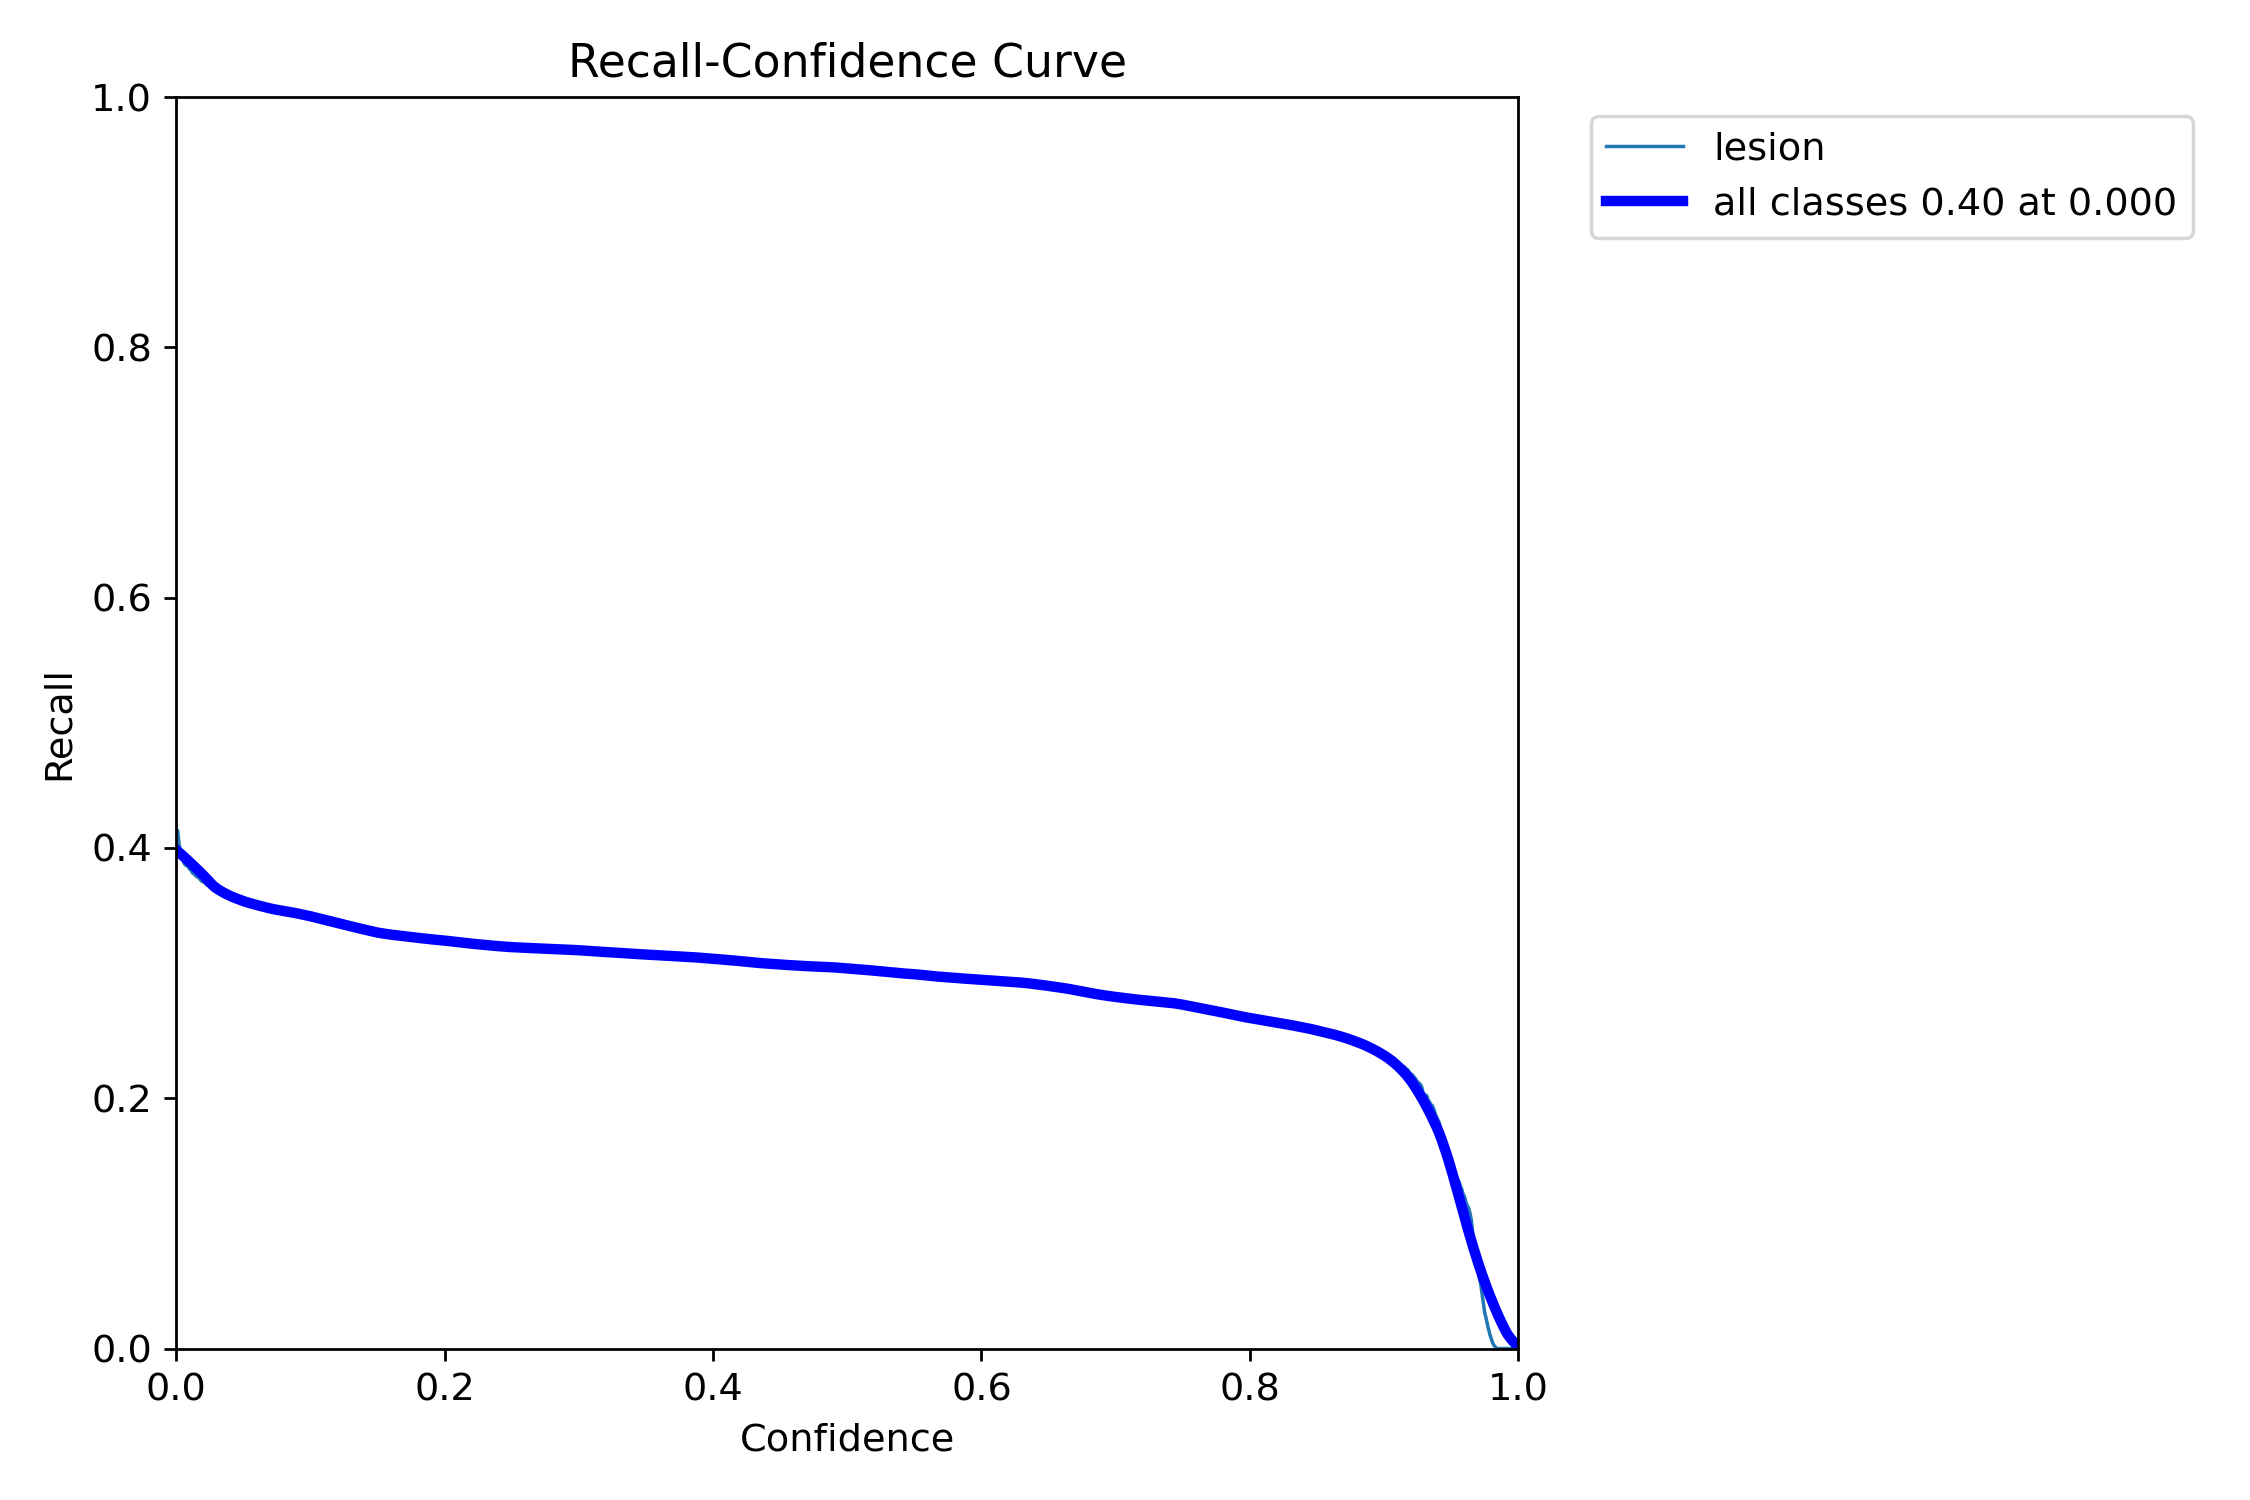 Recall-Confidence Curve
1.0
0.8
0.6
0.4
0.2
0.0
Recall
0.0 0.2 0.4 0.6 0.8 1.0
Confidence
lesion
all classes 0.40 at 0.000